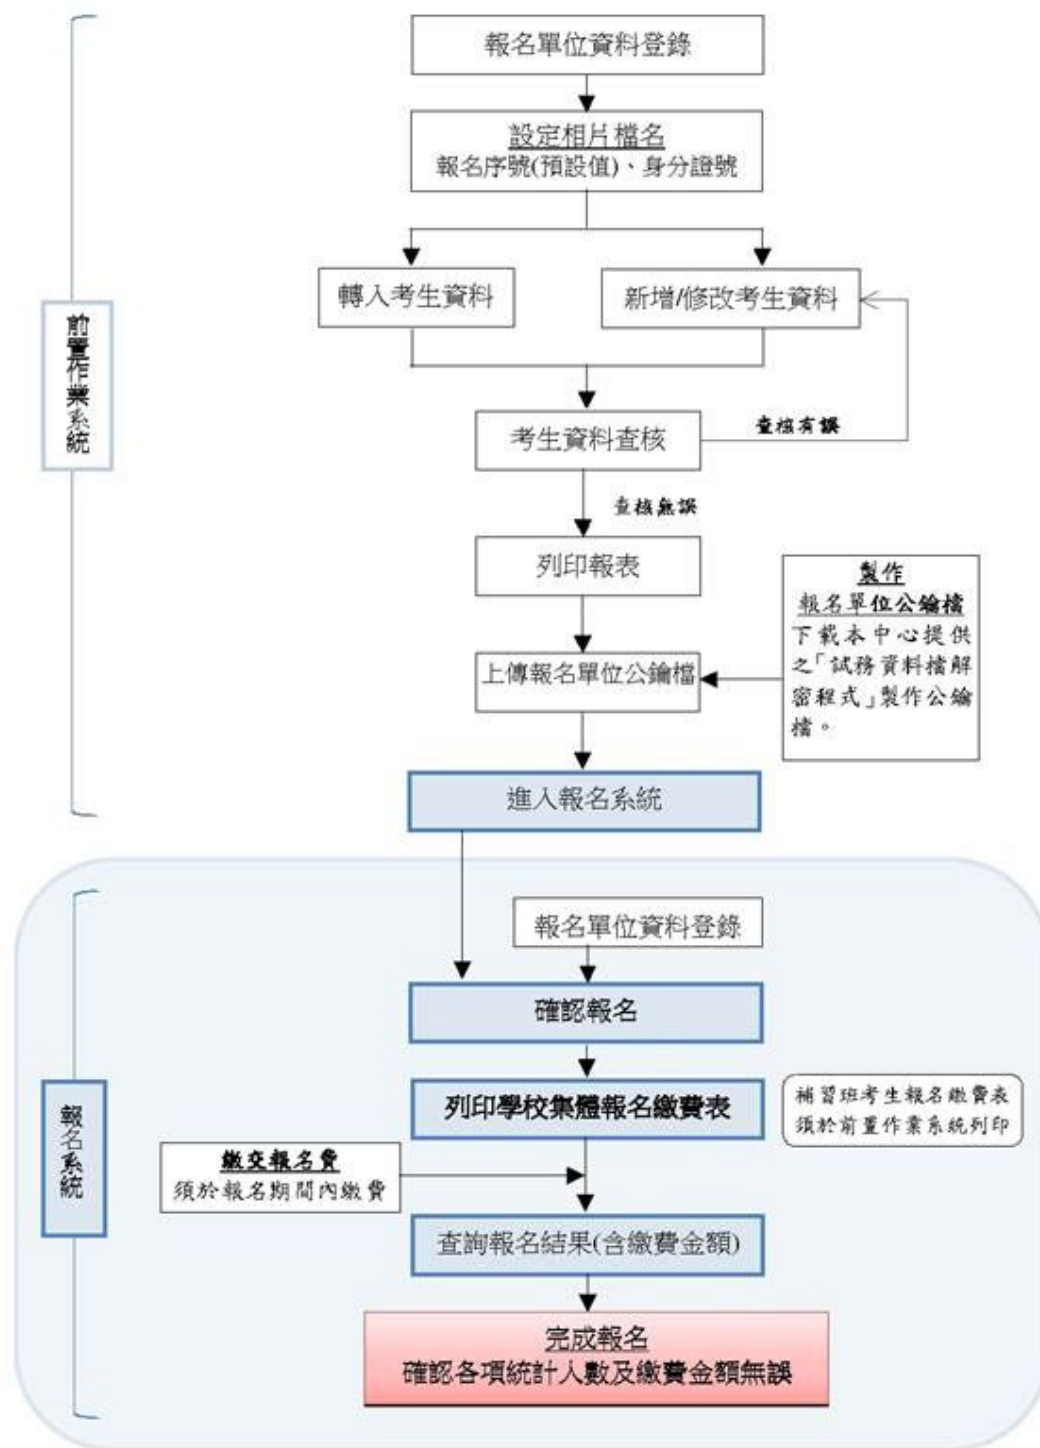 報名單位資料登錄
設定相片檔名
報名序號(預設值)、身分證號
轉入考生資料
新增/修改考生資料
前置作業系統
考生資料查核
查核有誤
查核無誤
列印報表
製作
報名單位公鑰檔
下載本中心提供
之「試務資料檔解
密程式」製作公鑰
檔。
上傳報名單位公鑰檔
進入報名系統
報名單位資料登錄
確認報名
報名系統
列印學校集體報名繳費表
補習班考生報名繳費表
須於前置作業系統列印
繳交報名費
須於報名期間內繳費
查詢報名結果(含繳費金額)
完成報名
確認各項統計人數及繳費金額無誤